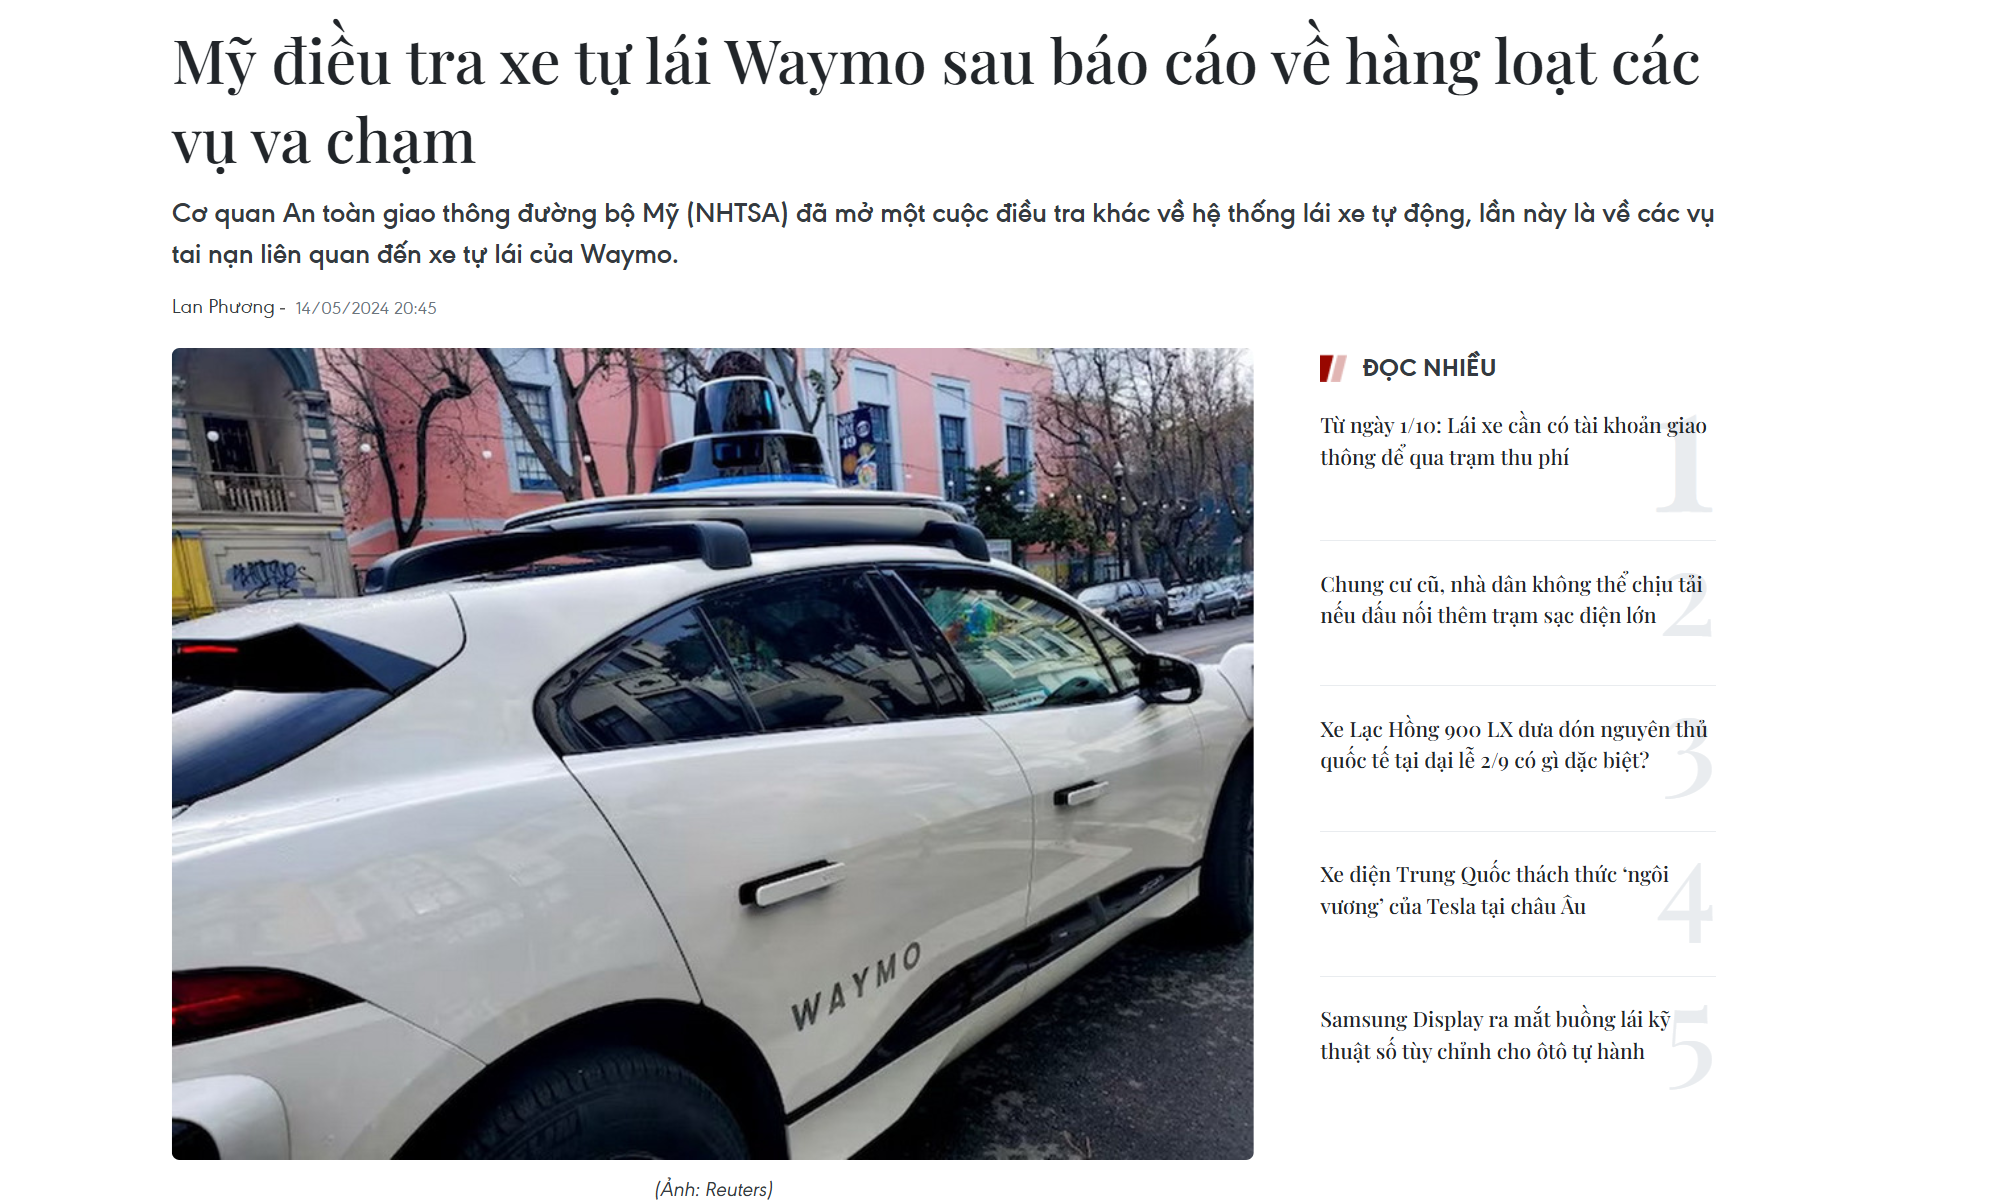 Mỹ điều tra xe tự lái Waymo sau báo cáo về hàng loạt các
vụ va chạm
Cơ quan An toàn giao thông đường bộ Mỹ (NHTSA) đã mở một cuộc điều tra khác về hệ thống lái xe tự động, lần này là về các vụ
tai nạn liên quan đến xe tự lái của Waymo.
Lan Phương - 14/05/2024 20:45
WAYMO
(Ảnh: Reuters)
ĐỌC NHIỀU
Từ ngày 1/10: Lái xe cần có tài khoản giao
thông để qua trạm thu phí
1
Chung cư cũ, nhà dân không thể chịu tải
nếu đấu nối thêm trạm sạc điện lớn
2
Xe Lạc Hồng 900 LX đưa đón nguyên thủ
quốc tế tại đại lễ 2/9 có gì đặc biệt?
3
Xe điện Trung Quốc thách thức ‘ngôi
vương’ của Tesla tại châu Âu
4
Samsung Display ra mắt buồng lái kỹ
thuật số tùy chỉnh cho ôtô tự hành
5